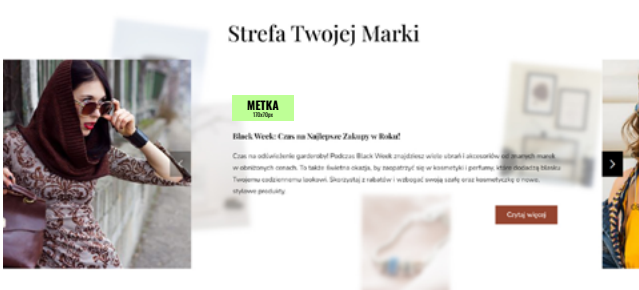 Strefa Twojej Marki
METKA
170x70px
Black Week: Czas na Najlepsze Zakupy w Roku!
Czas na odświeżenie garderoby! Podczas Black Week znajdziesz wiele ubrań i akcesoriów od znanych marek
w obniżonych cenach. To także świetna okazja, by zaopatrzyć się w kosmetyki i perfumy, które dodadzą blasku
Twojemu codziennemu lookowi. Skorzystaj z rabatów i wzbogać swoją szafę oraz kosmetyczkę o nowe,
stylowe produkty.
Czytaj więcej